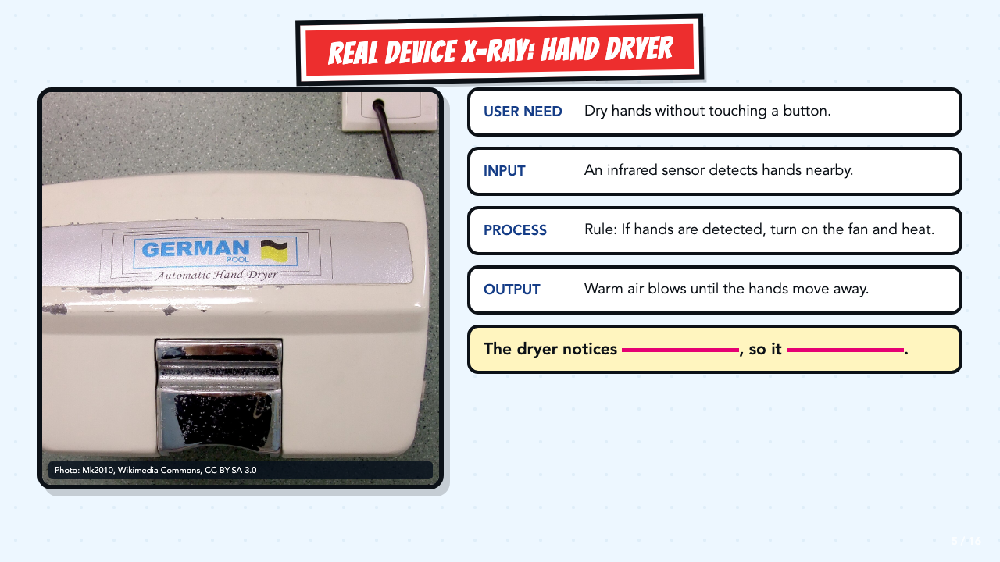 REAL DEVICE X-RAY: HAND DRYER
GERMAN
POOL
Automatic Hand Dryer
Photo: Mk2010, Wikimedia Commons, CC BY-SA 3.0
USER NEED Dry hands without touching a button.
INPUT An infrared sensor detects hands nearby.
PROCESS Rule: If hands are detected, turn on the fan and heat.
OUTPUT Warm air blows until the hands move away.
The dryer notices ____________, so it ____________.
5 / 16